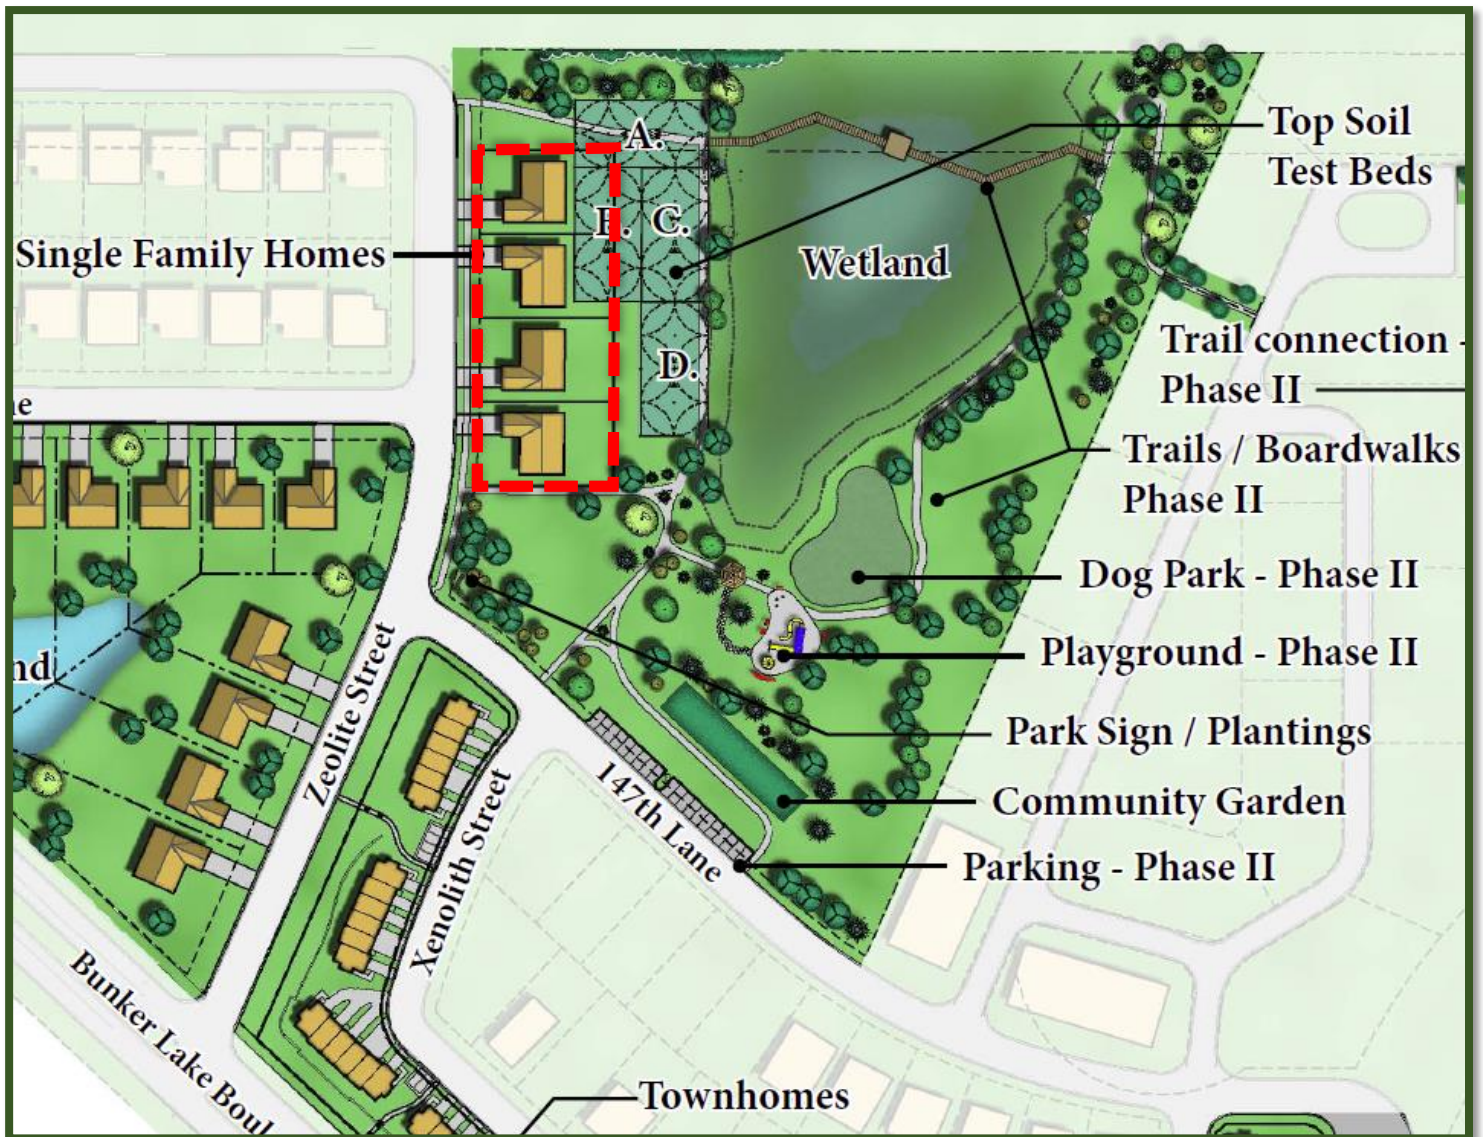 A.
Top Soil
Test Beds
C.
Single Family Homes
Wetland
D.
Trail connection -
Phase II
Trails / Boardwalks
Phase II
Dog Park - Phase II
Playground - Phase II
Park Sign / Plantings
Community Garden
Parking - Phase II
Zeolite Street
147th Lane
Xenolith Street
Bunker Lake Boul
Townhomes